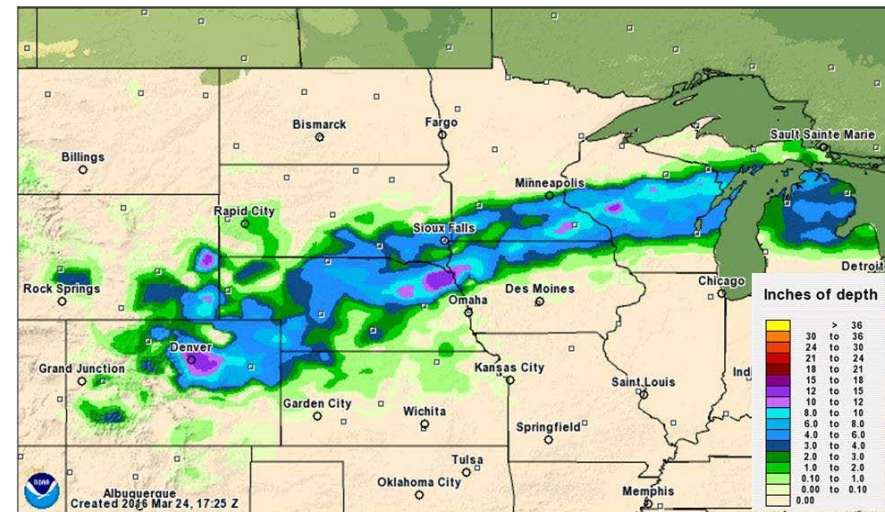 Sault Sainte Marie
Bismarck
Fargo
Billings
Minneapolis
Rapid City
Sioux Falls
Rock Springs
Omaha
Des Moines
Chicago
Detroit
Denver
Grand Junction
Kansas City
Saint Louis
Ind
Garden City
Wichita
Springfield
Tulsa
Oklahoma City
Memphis
Albuquerque
NOAA
Created 2016 Mar 24, 17:25 Z
Inches of depth
> 36
30 to 36
24 to 30
21 to 24
18 to 21
15 to 18
12 to 15
10 to 12
8.0 to 10
6.0 to 8.0
4.0 to 6.0
3.0 to 4.0
2.0 to 3.0
1.0 to 2.0
0.10 to 1.0
0.00 to 0.10
0.00